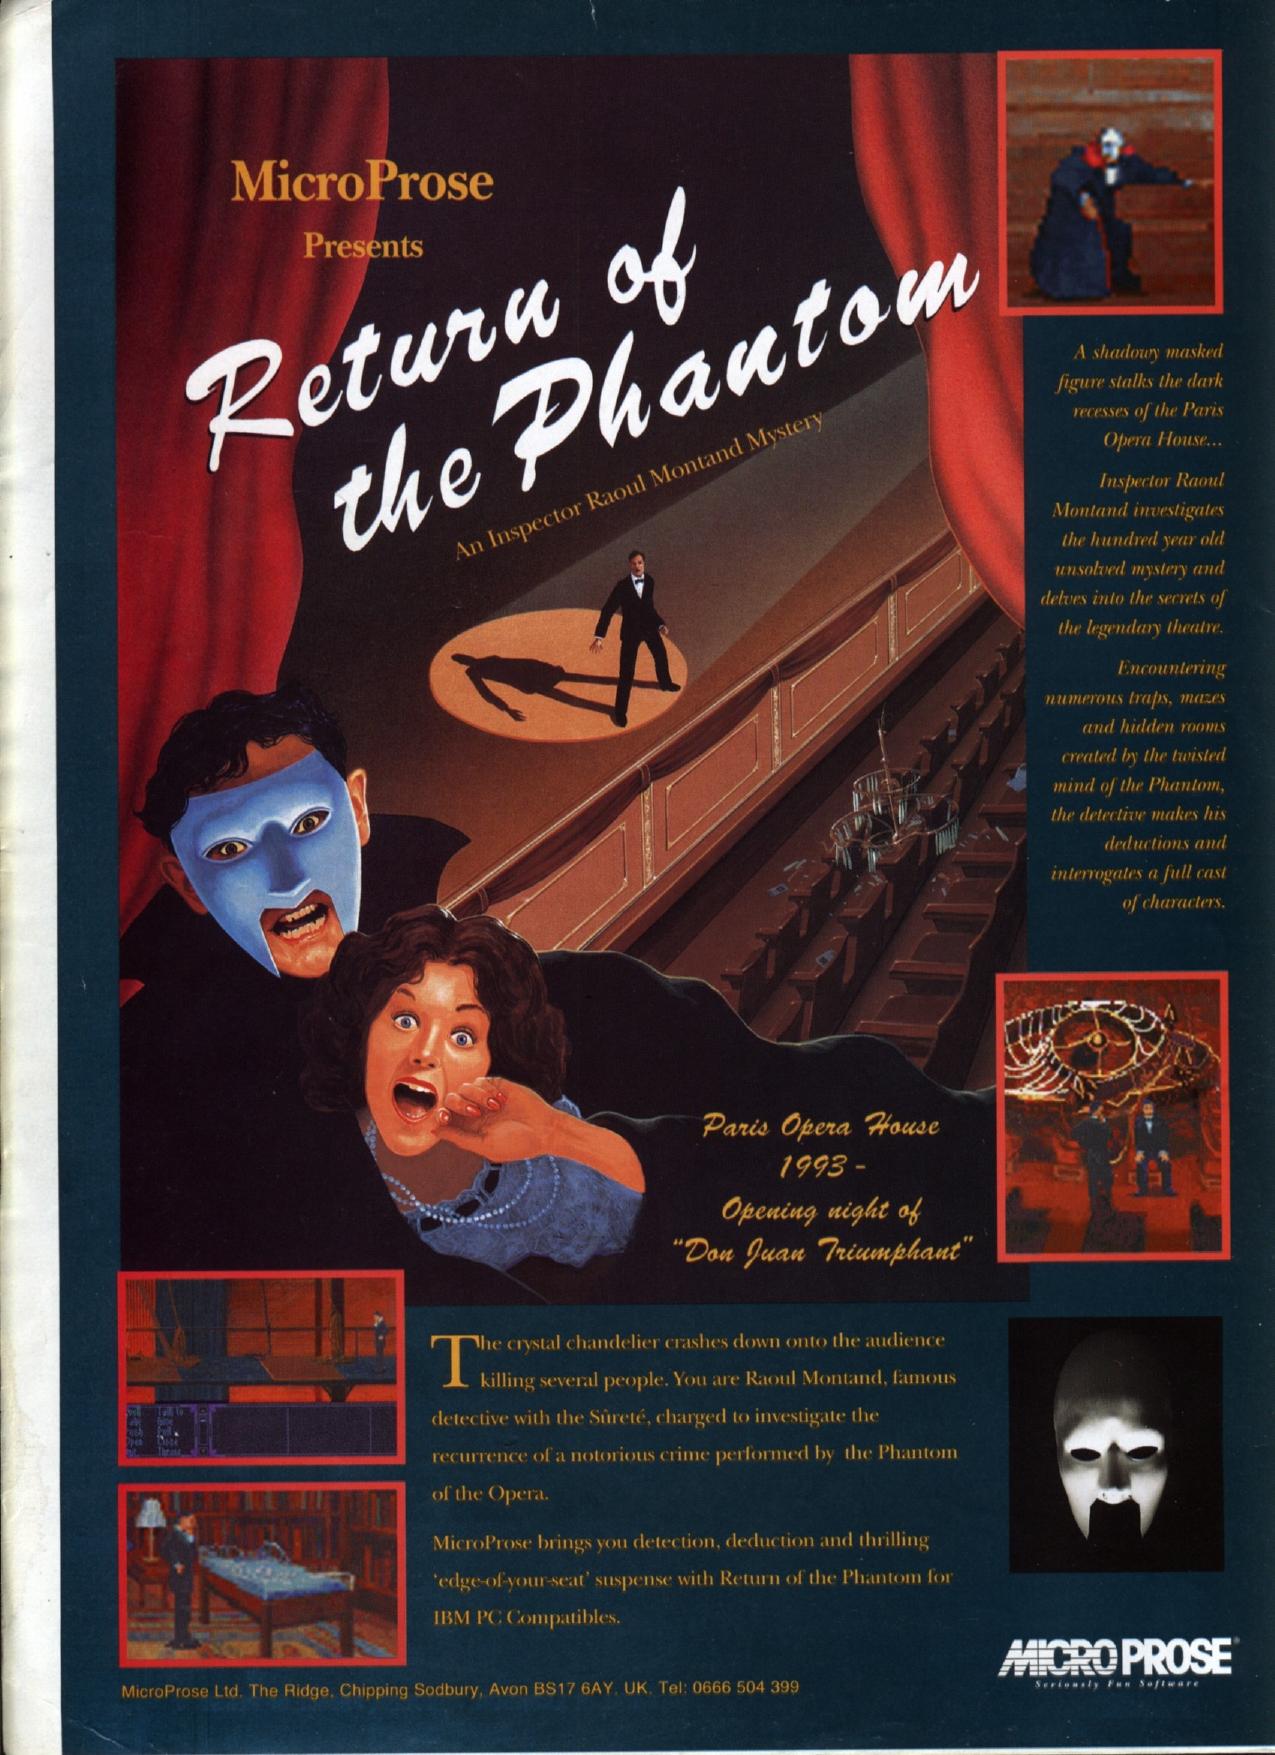 MicroProse
Presents
Return of
the Phantom
An Inspector Raoul Montand Mystery
A shadowy masked
figure stalks the dark
recesses of the Paris
Opera House...
Inspector Raoul
Montand investigates
the hundred year old
unsolved mystery and
delves into the secrets of
the legendary theatre.
Encountering
numerous traps, mazes
and hidden rooms
created by the twisted
mind of the Phantom,
the detective makes his
deductions and
interrogates a full cast
of characters.
Paris Opera House
1993 -
Opening night of
"Don Juan Triumphant"
The crystal chandelier crashes down onto the audience
killing several people. You are Raoul Montand, famous
detective with the Sûreté, charged to investigate the
recurrence of a notorious crime performed by the Phantom
of the Opera.
MicroProse brings you detection, deduction and thrilling
'edge-of-your-seat' suspense with Return of the Phantom for
IBM PC Compatibles.
MICRO PROSE®
Seriously Fun Software
MicroProse Ltd. The Ridge, Chipping Sodbury, Avon BS17 6AY. UK. Tel: 0666 504 399